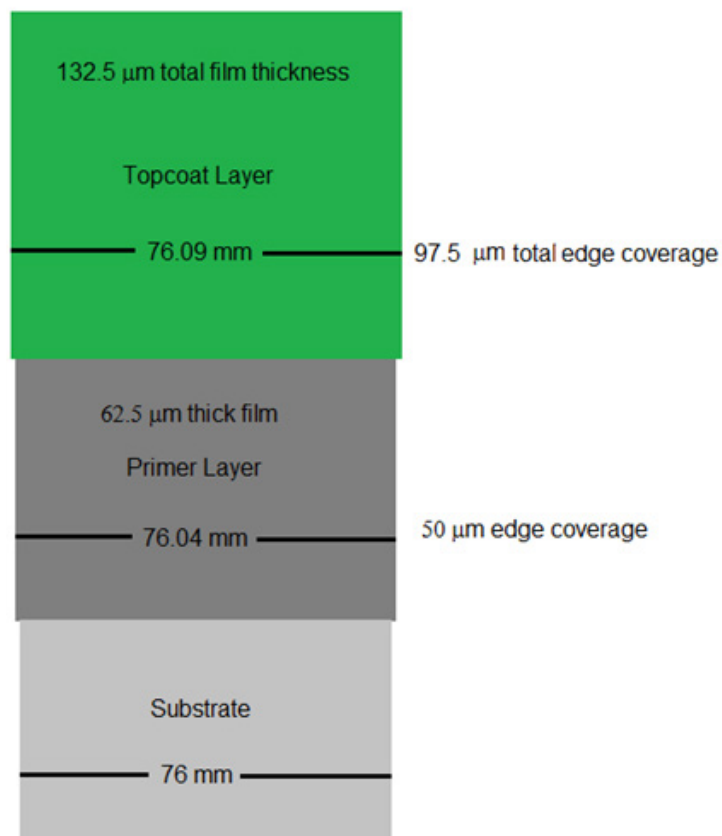 132.5 μm total film thickness
Topcoat Layer
76.09 mm
97.5 μm total edge coverage
62.5 μm thick film
Primer Layer
76.04 mm
50 μm edge coverage
Substrate
76 mm